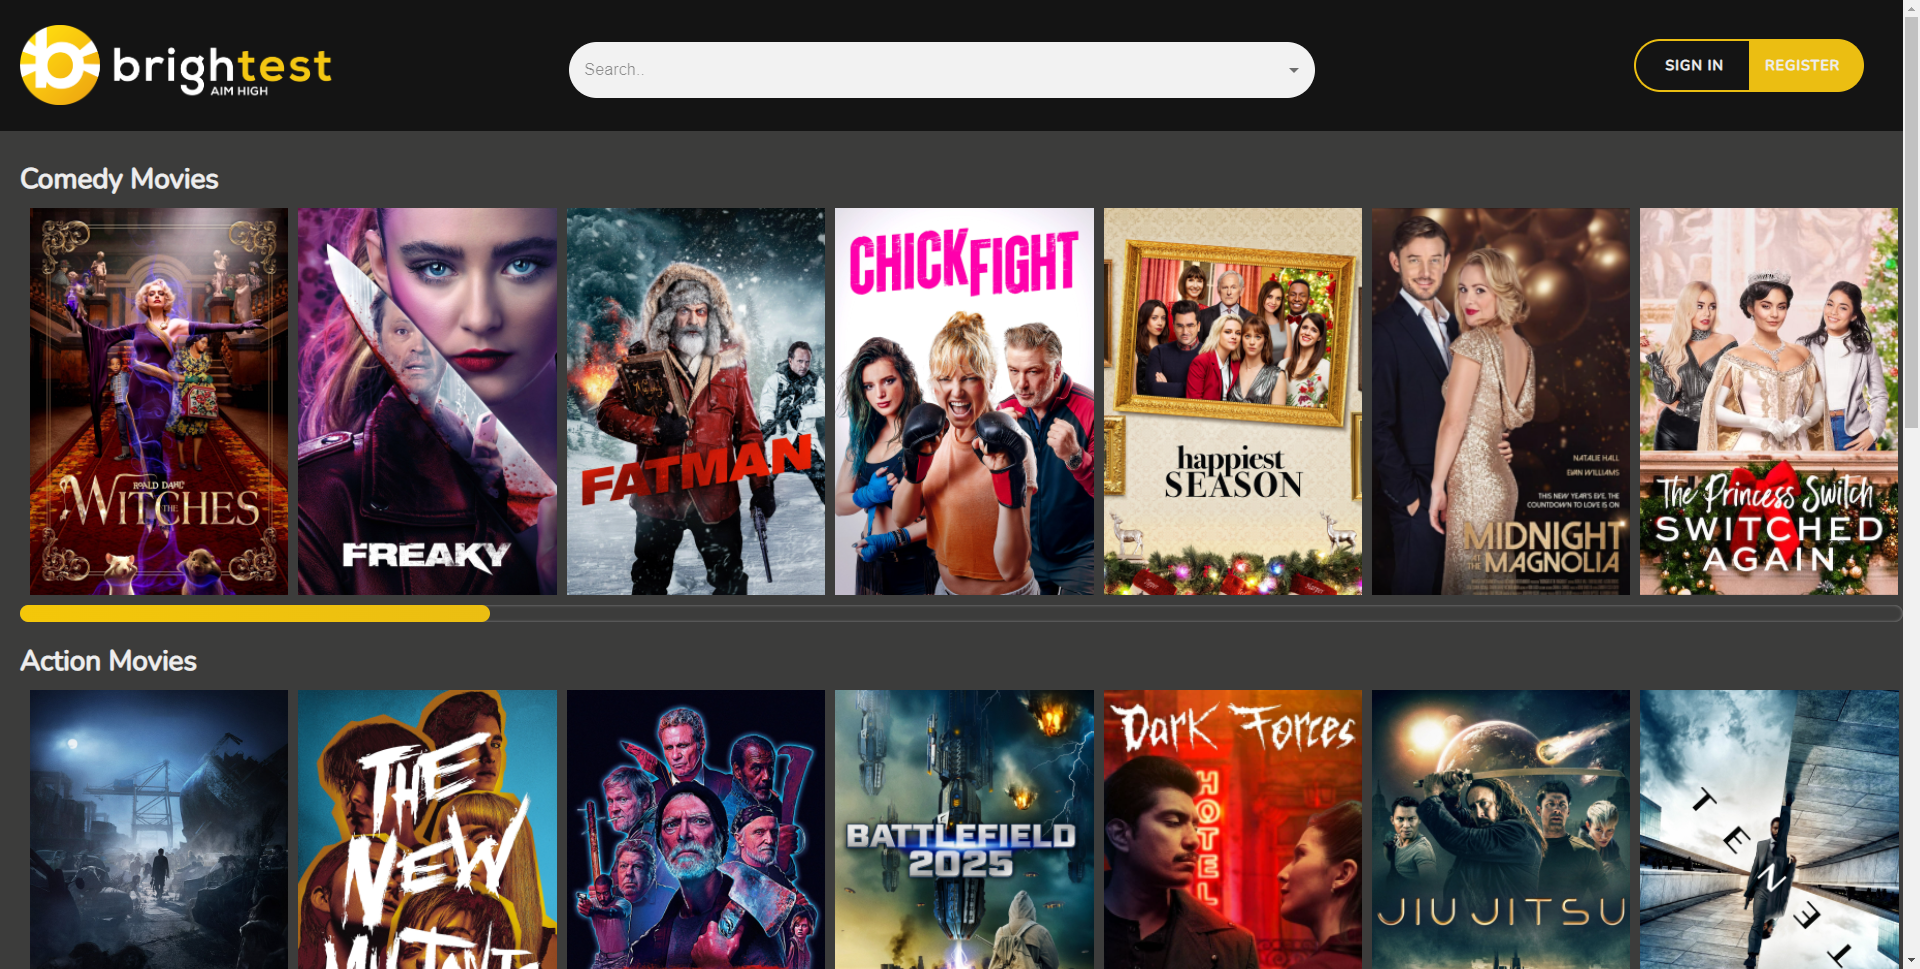 brightest
AIM HIGH
Search..
SIGN IN
REGISTER
Comedy Movies
ROALD DAHL'S
THE WITCHES
FREAKY
FATMAN
CHICK FIGHT
happiest
SEASON
NATALIE HALL
EVAN WILLIAMS
THIS NEW YEAR'S EVE, THE
COUNTDOWN TO LOVE IS ON
MIDNIGHT
AT THE MAGNOLIA
The Princess Switch
SWITCHED
AGAIN
Action Movies
THE
NEW
MUTANTS
BATTLEFIELD
2025
Dark Forces
HOTEL
JIU JITSU
TENET